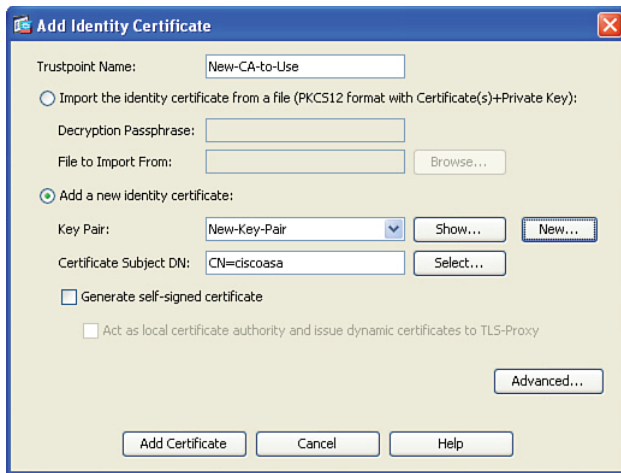 Add Identity Certificate
Trustpoint Name: New-CA-to-Use
Import the identity certificate from a file (PKCS12 format with Certificate(s)+Private Key):
Decryption Passphrase:
File to Import From: Browse...
Add a new identity certificate:
Key Pair: New-Key-Pair Show... New...
Certificate Subject DN: CN=ciscoasa Select...
Generate self-signed certificate
Act as local certificate authority and issue dynamic certificates to TLS-Proxy
Advanced...
Add Certificate Cancel Help